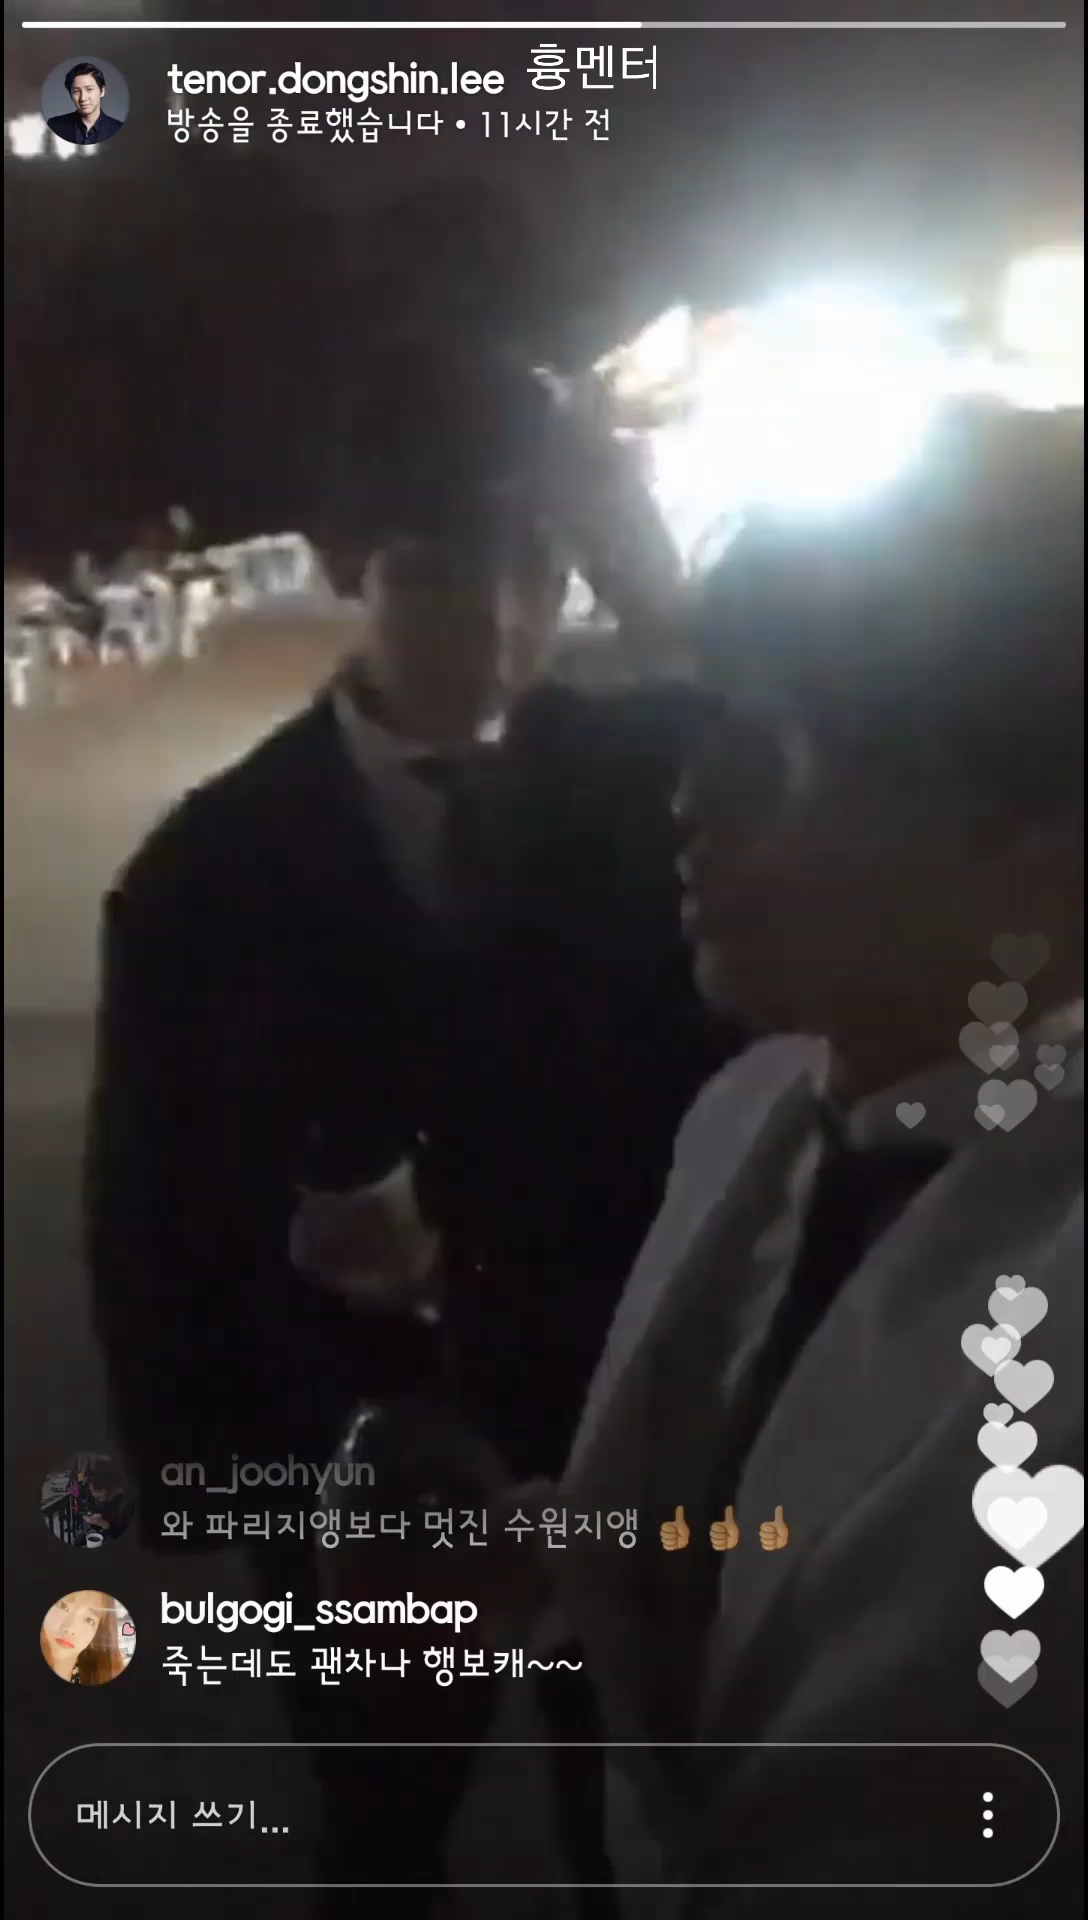 tenor.dongshin.lee 흉멘터
방송을 종료했습니다 • 11시간 전
an_joohyun
와 파리지앵보다 멋진 수원지앵 👍🏼👍🏼👍🏼
bulgogi_ssambap
죽는데도 괜차나 행보캐~~
메시지 쓰기...